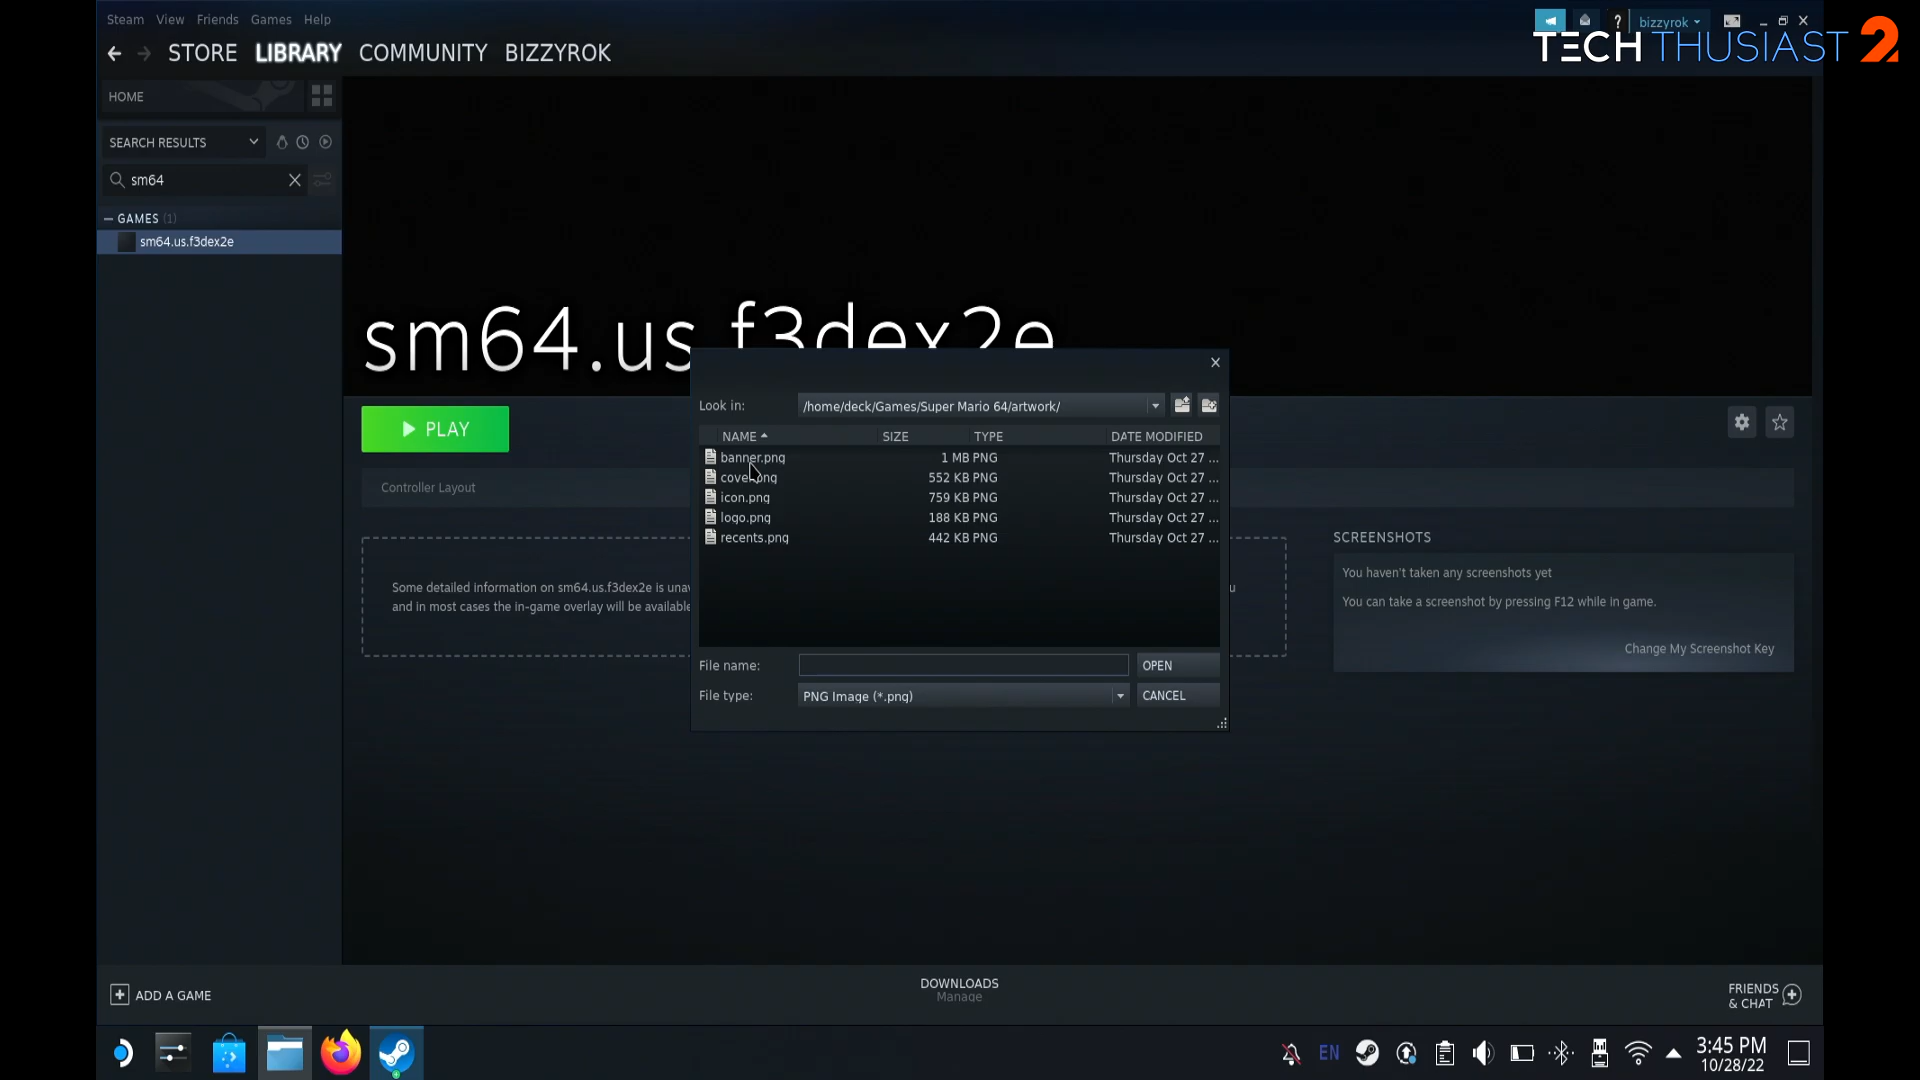 Steam View Friends Games Help
? bizzyrok
TECH THUSIAST 2
STORE LIBRARY COMMUNITY BIZZYROK
HOME
SEARCH RESULTS
sm64
GAMES (1)
sm64.us.f3dex2e
sm64.us.f3dex2e
PLAY
Controller Layout
Some detailed information on sm64.us.f3dex2e is
and in most cases the in-game overlay will be available
Look in: /home/deck/Games/Super Mario 64/artwork/
NAME SIZE TYPE DATE MODIFIED
banner.png 1 MB PNG Thursday Oct 27 ...
cover.png 552 KB PNG Thursday Oct 27 ...
icon.png 759 KB PNG Thursday Oct 27 ...
logo.png 188 KB PNG Thursday Oct 27 ...
recents.png 442 KB PNG Thursday Oct 27 ...
File name: OPEN
File type: PNG Image (*.png) CANCEL
SCREENSHOTS
You haven't taken any screenshots yet
You can take a screenshot by pressing F12 while in game.
Change My Screenshot Key
ADD A GAME
DOWNLOADS
Manage
FRIENDS
& CHAT
EN
3:45 PM
10/28/22